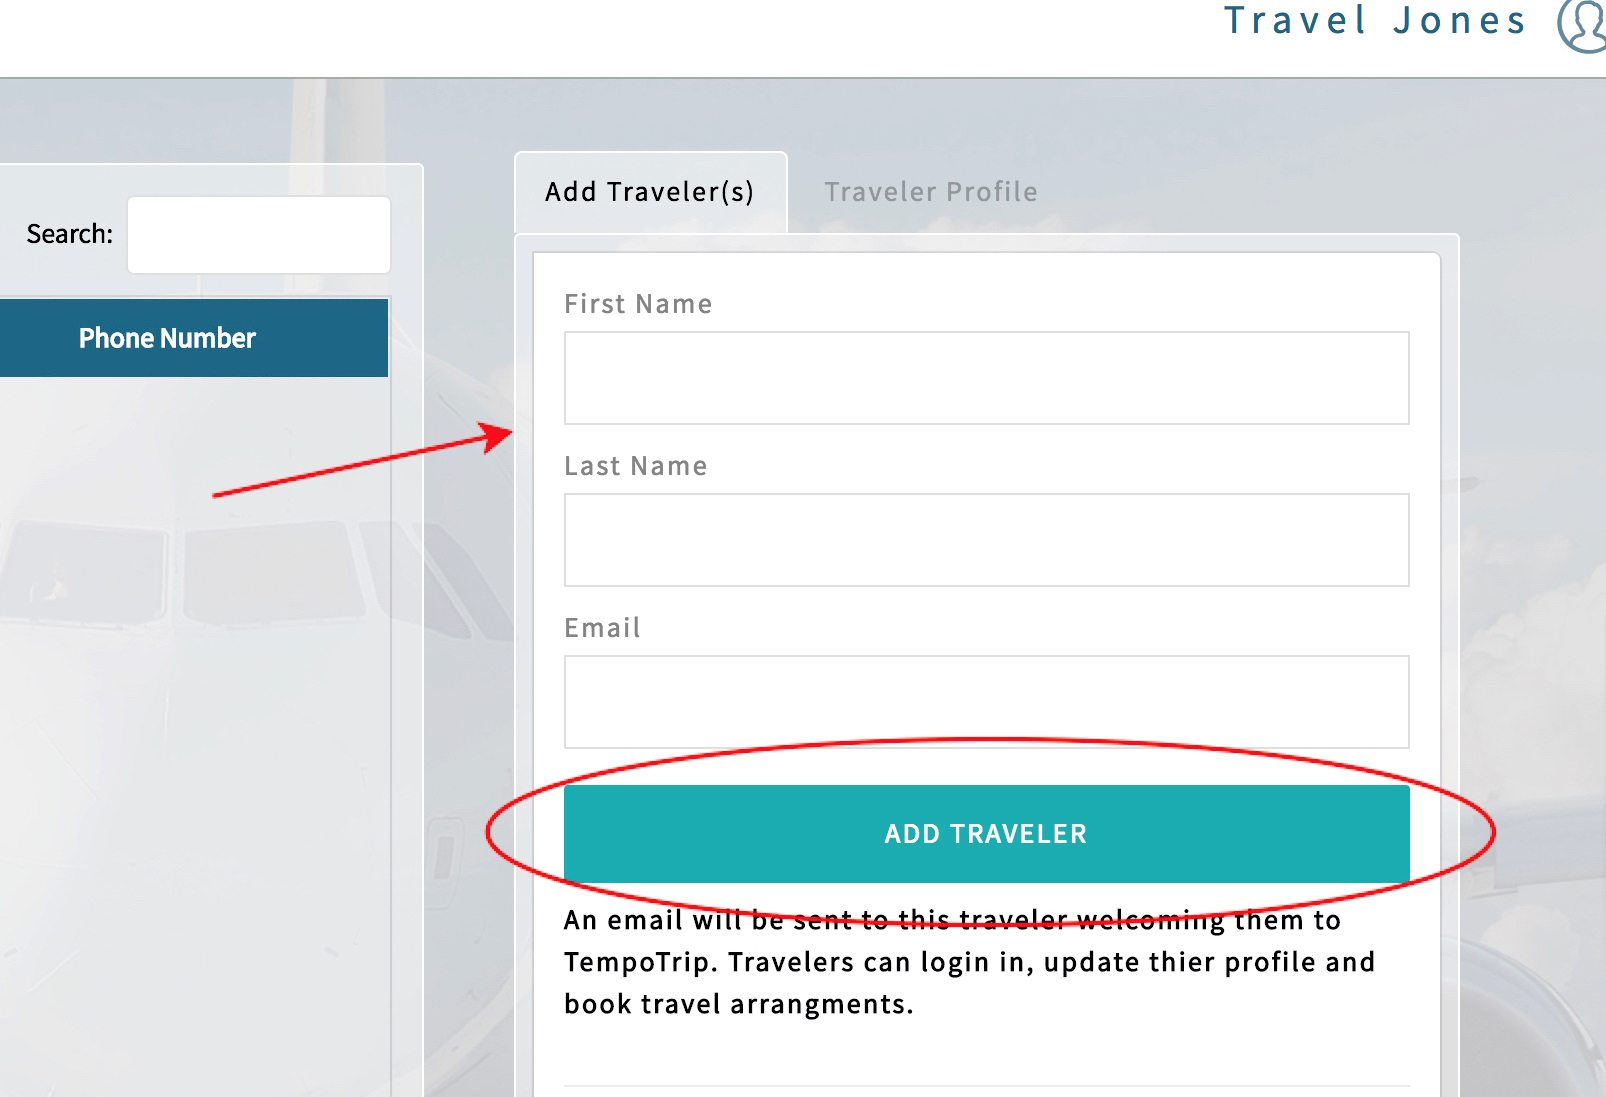 Travel Jones
Add Traveler(s)
Traveler Profile
Search:
Phone Number
First Name
Last Name
Email
ADD TRAVELER
An email will be sent to this traveler welcoming them to
TempoTrip. Travelers can login in, update thier profile and
book travel arrangments.